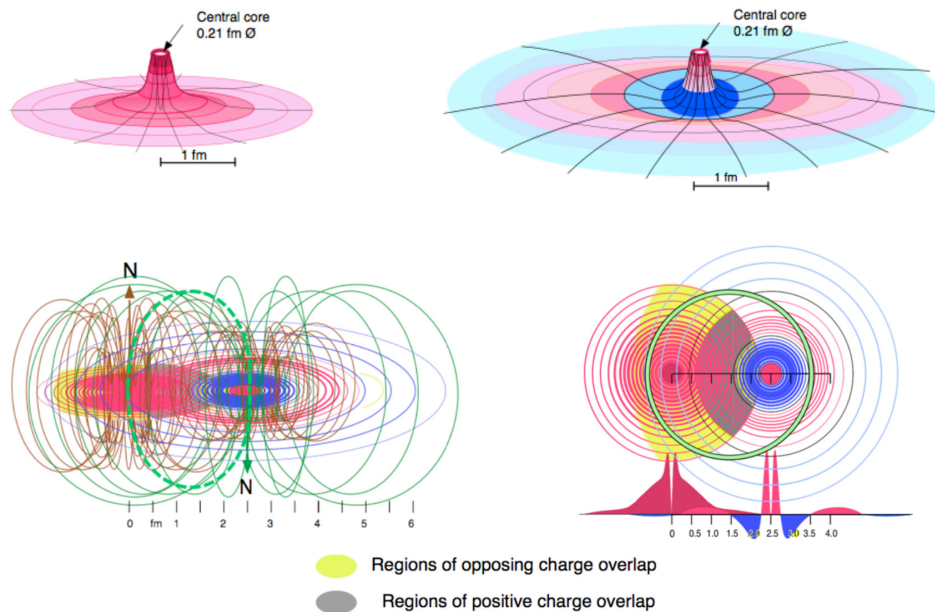 Central core
0.21 fm Ø
1 fm
Central core
0.21 fm Ø
1 fm
N
N
0 fm 1 2 3 4 5 6
0 0.5 1.0 1.5 2.0 2.5 3.0 3.5 4.0
Regions of opposing charge overlap
Regions of positive charge overlap